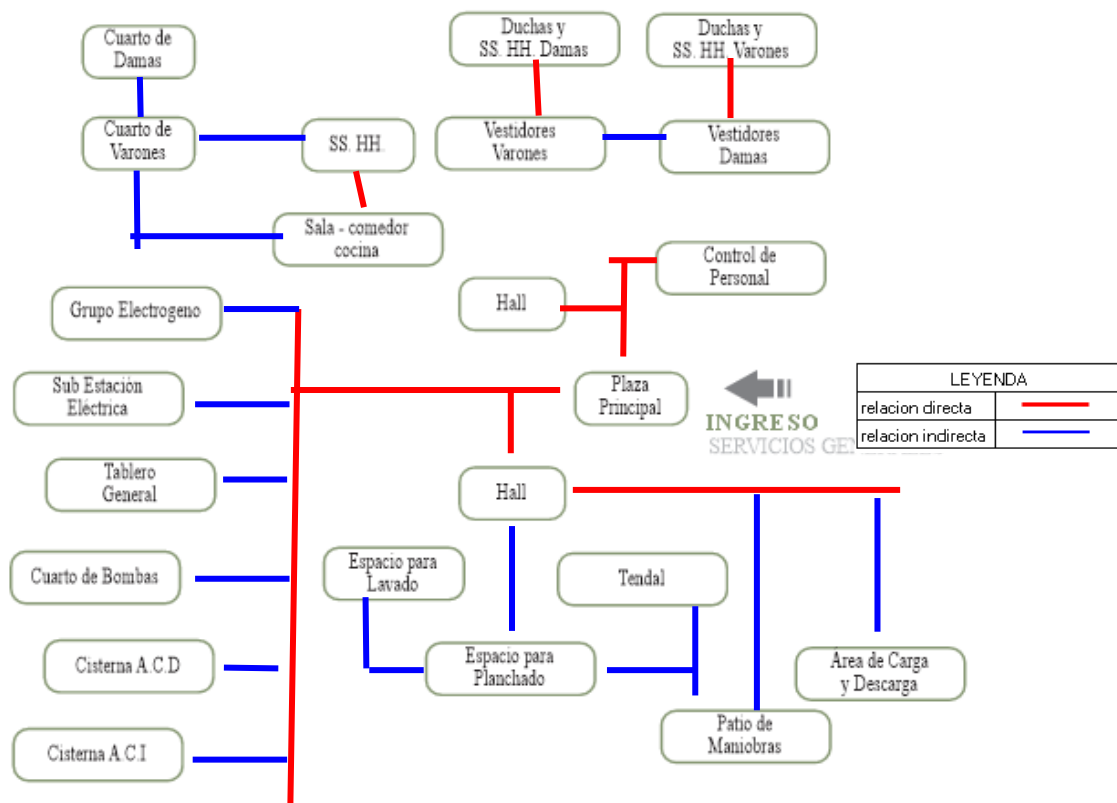 Cuarto de
Damas
Duchas y
SS. HH. Damas
Duchas y
SS. HH. Varones
Cuarto de
Varones
SS. HH.
Vestidores
Varones
Vestidores
Damas
Sala - comedor
cocina
Control de
Personal
Grupo Electrogeno
Hall
Sub Estación
Eléctrica
Plaza
Principal
INGRESO
SERVICIOS
LEYENDA
relacion directa
relacion indirecta
Tablero
General
Hall
Cuarto de Bombas
Espacio para
Lavado
Tendal
Cisterna A.C.D
Espacio para
Planchado
Área de Carga
y Descarga
Cisterna A.C.I
Patio de
Maniobras